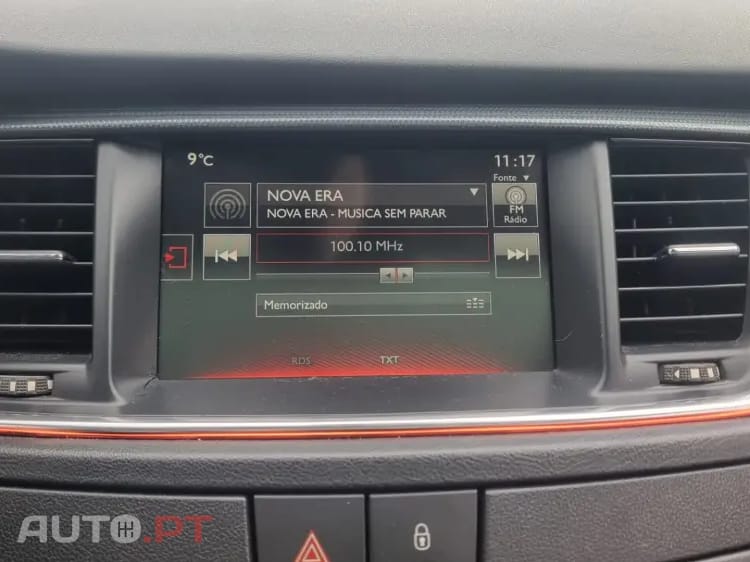 9°C
11:17
Fonte
NOVA ERA
NOVA ERA - MUSICA SEM PARAR
FM
Rádio
100.10 MHz
Memorizado
RDS
TXT
AUTO.PT